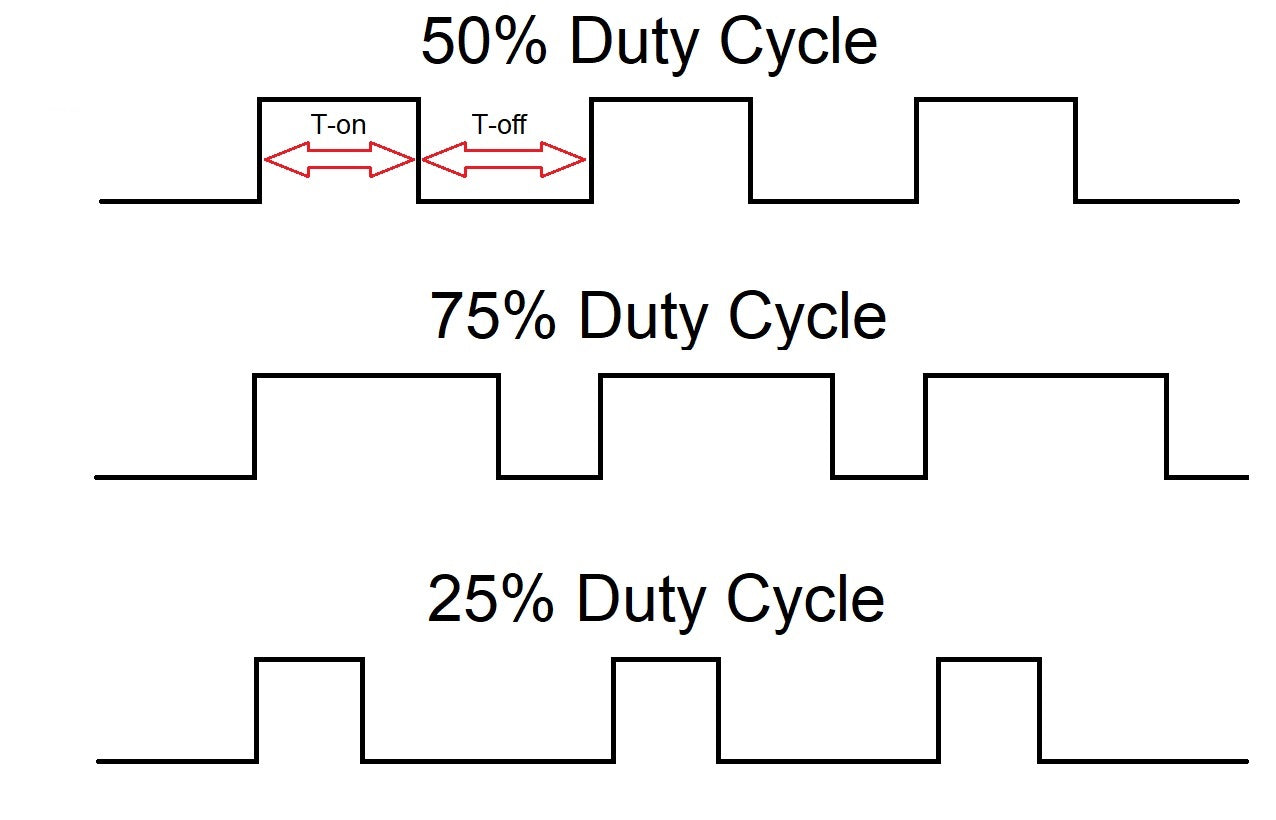 50% Duty Cycle
T-on
T-off
75% Duty Cycle
25% Duty Cycle